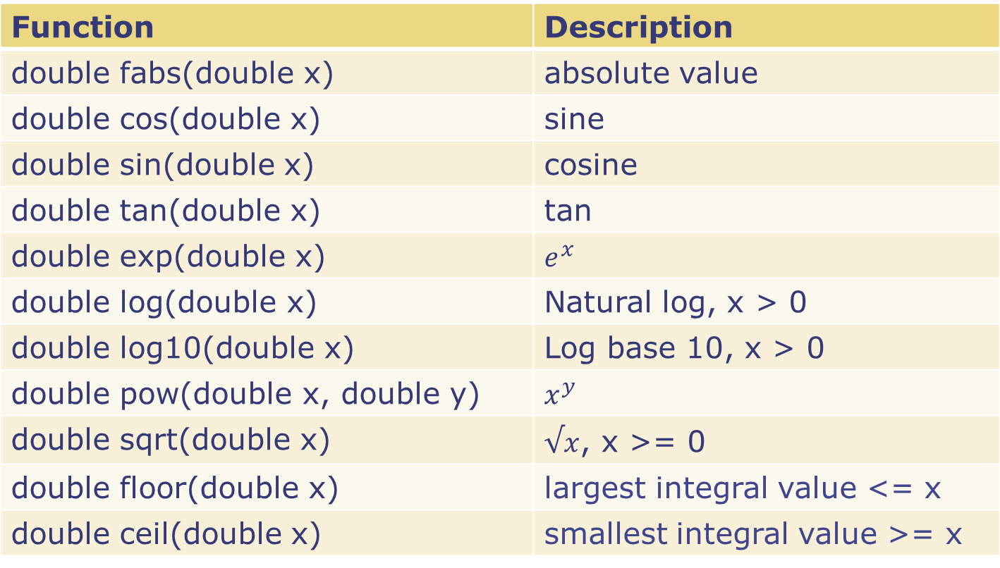 Function Description
double fabs(double x) absolute value
double cos(double x) sine
double sin(double x) cosine
double tan(double x) tan
double exp(double x) eˣ
double log(double x) Natural log, x > 0
double log10(double x) Log base 10, x > 0
double pow(double x, double y) xʸ
double sqrt(double x) √x, x >= 0
double floor(double x) largest integral value <= x
double ceil(double x) smallest integral value >= x